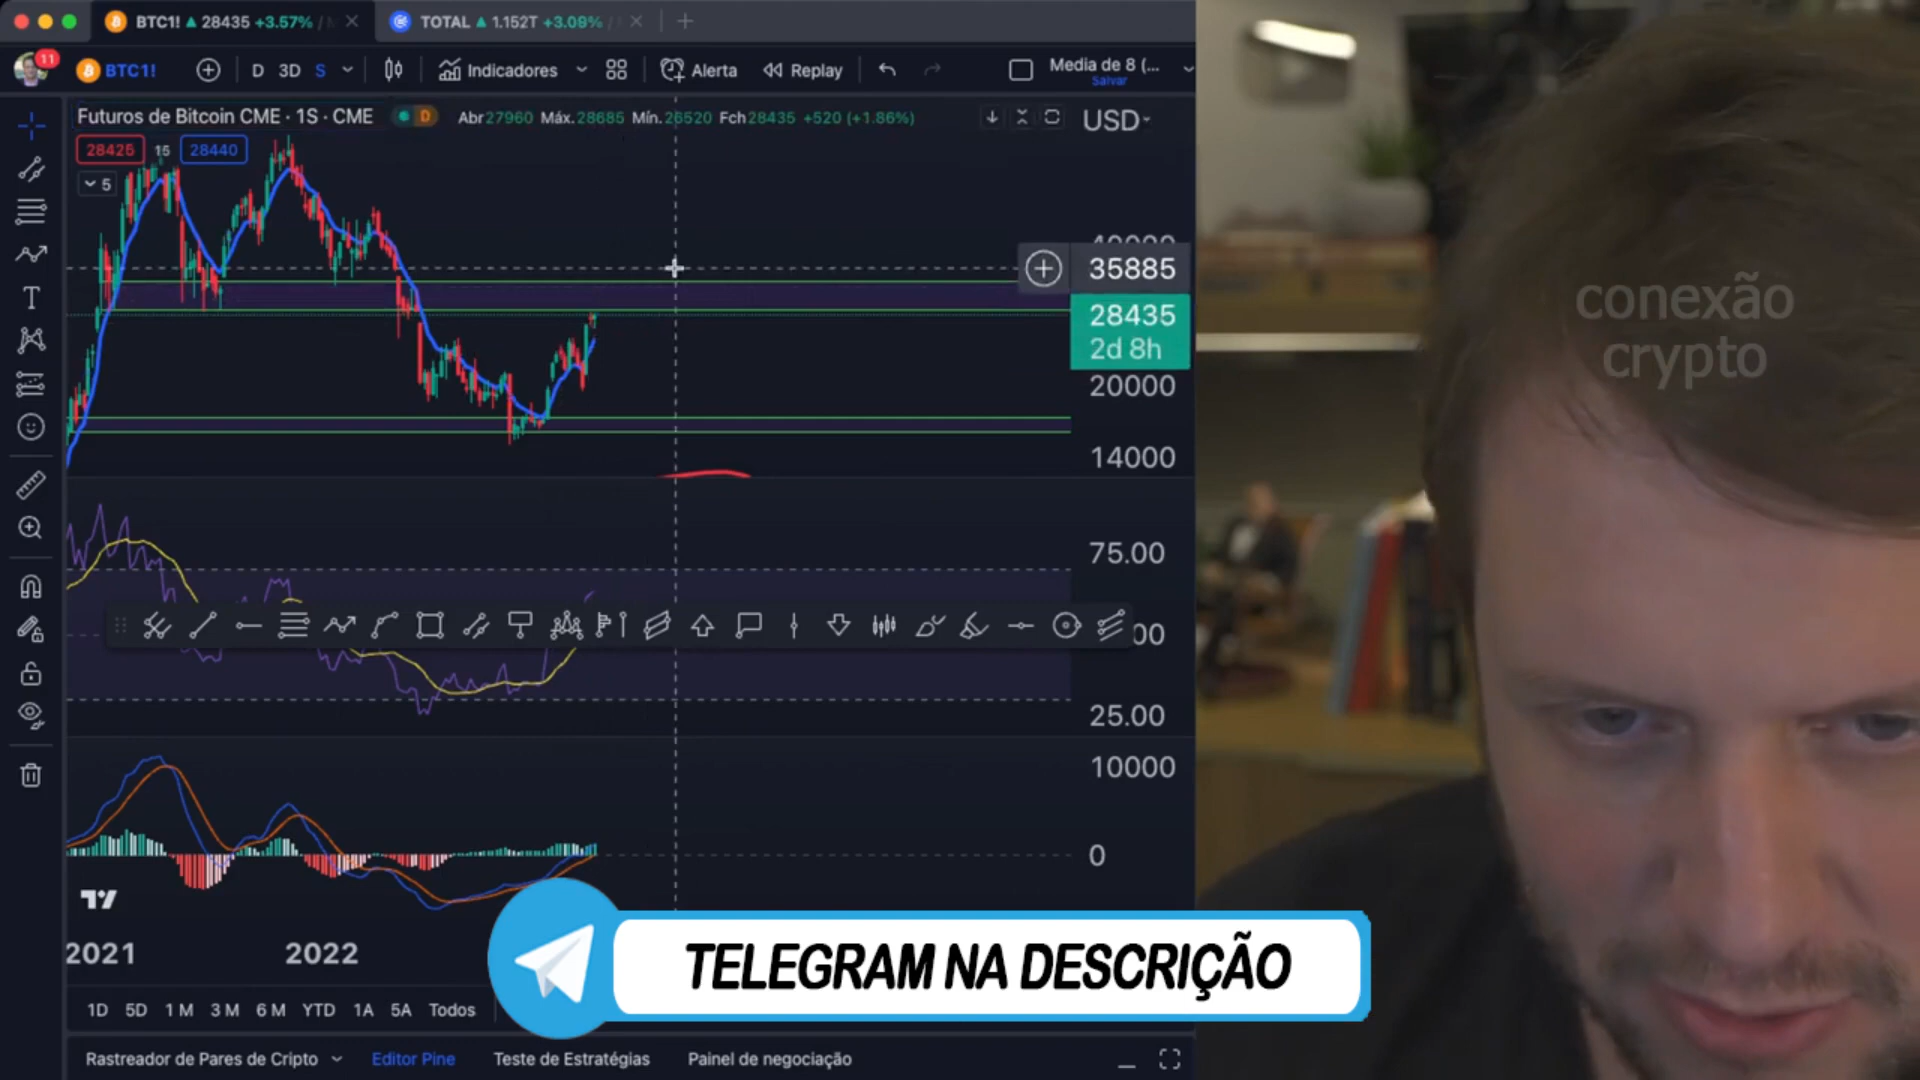 BTC1! ▲ 28435 +3.57% /
TOTAL ▲ 1.152T +3.09% /
11
BTC1!
D 3D S
Indicadores
Alerta
Replay
Media de 8 (...
Salvar
Futuros de Bitcoin CME · 1S · CME
D
Abr27960 Máx.28685 Mín.26520 Fch28435 +520 (+1.86%)
USD
28425 15 28440
5
40000
35885
28435
2d 8h
20000
14000
75.00
25.00
10000
0
2021 2022
1D 5D 1M 3M 6M YTD 1A 5A Todos
Rastreador de Pares de Cripto
Editor Pine
Teste de Estratégias
Painel de negociação
TELEGRAM NA DESCRIÇÃO
conexão
crypto